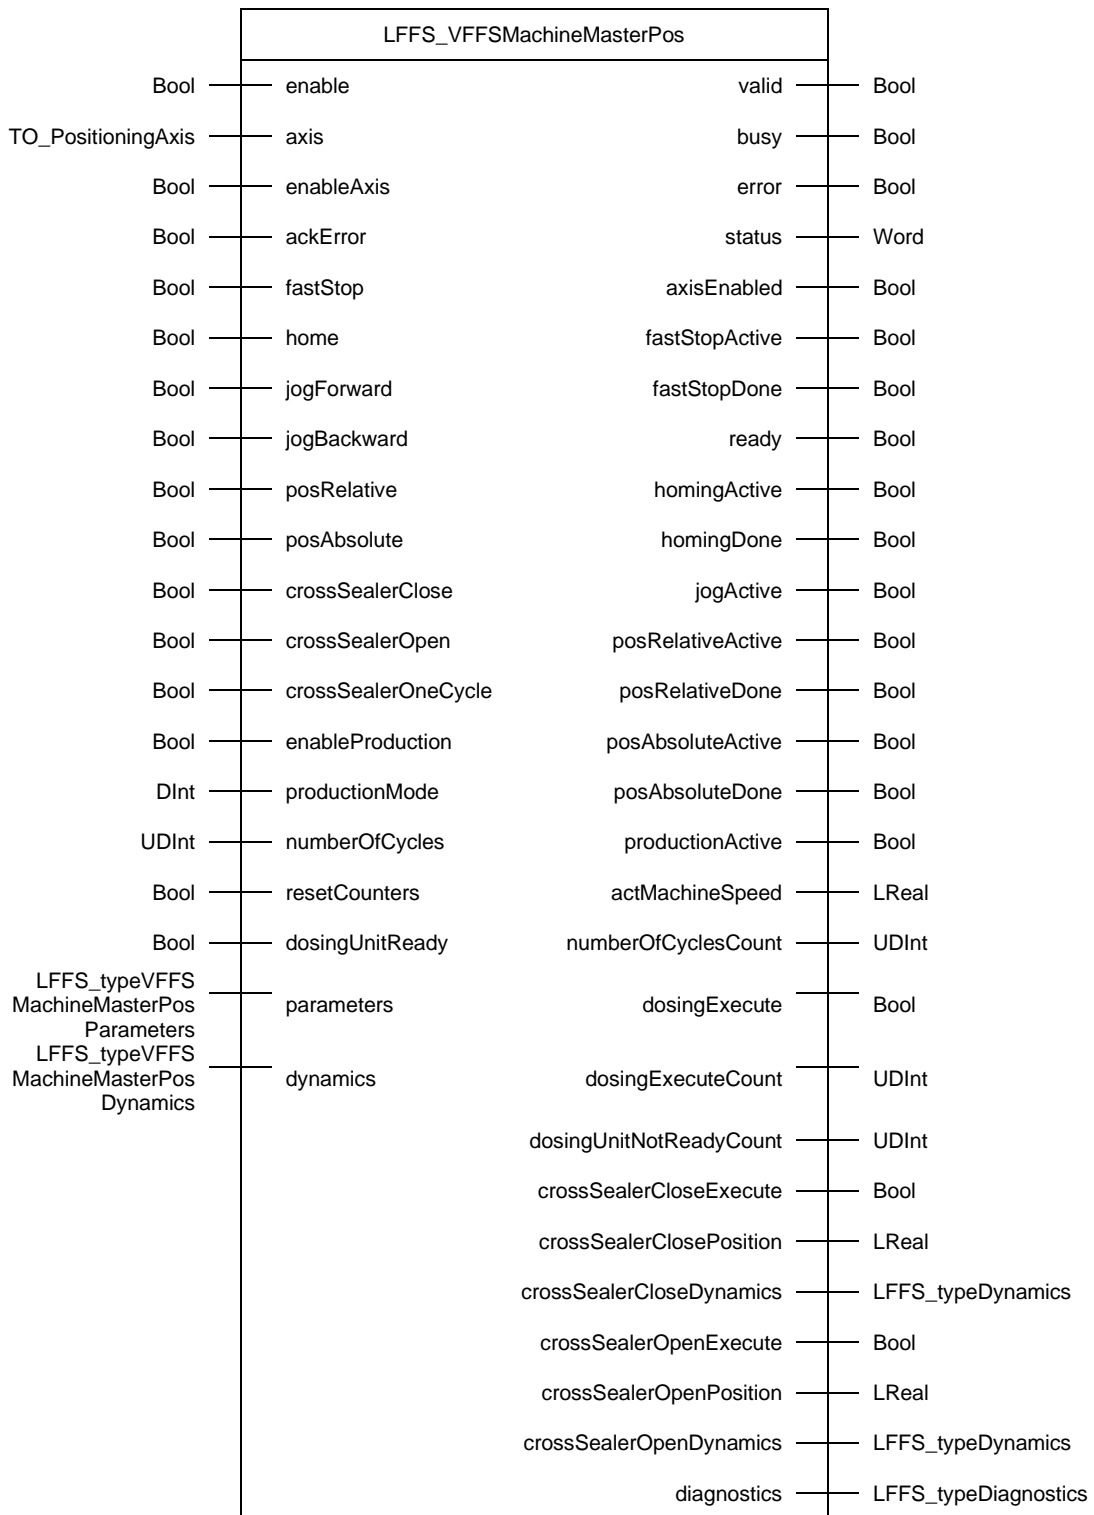 LFFS_VFFSMachineMasterPos
Bool enable valid Bool
TO_PositioningAxis axis busy Bool
Bool enableAxis error Bool
Bool ackError status Word
Bool fastStop axisEnabled Bool
Bool home fastStopActive Bool
Bool jogForward fastStopDone Bool
Bool jogBackward ready Bool
Bool posRelative homingActive Bool
Bool posAbsolute homingDone Bool
Bool crossSealerClose jogActive Bool
Bool crossSealerOpen posRelativeActive Bool
Bool crossSealerOneCycle posRelativeDone Bool
Bool enableProduction posAbsoluteActive Bool
DInt productionMode posAbsoluteDone Bool
UDInt numberOfCycles productionActive Bool
Bool resetCounters actMachineSpeed LReal
Bool dosingUnitReady numberOfCyclesCount UDInt
LFFS_typeVFFS
MachineMasterPos parameters dosingExecute Bool
Parameters
LFFS_typeVFFS
MachineMasterPos dynamics dosingExecuteCount UDInt
Dynamics
dosingUnitNotReadyCount UDInt
crossSealerCloseExecute Bool
crossSealerClosePosition LReal
crossSealerCloseDynamics LFFS_typeDynamics
crossSealerOpenExecute Bool
crossSealerOpenPosition LReal
crossSealerOpenDynamics LFFS_typeDynamics
diagnostics LFFS_typeDiagnostics